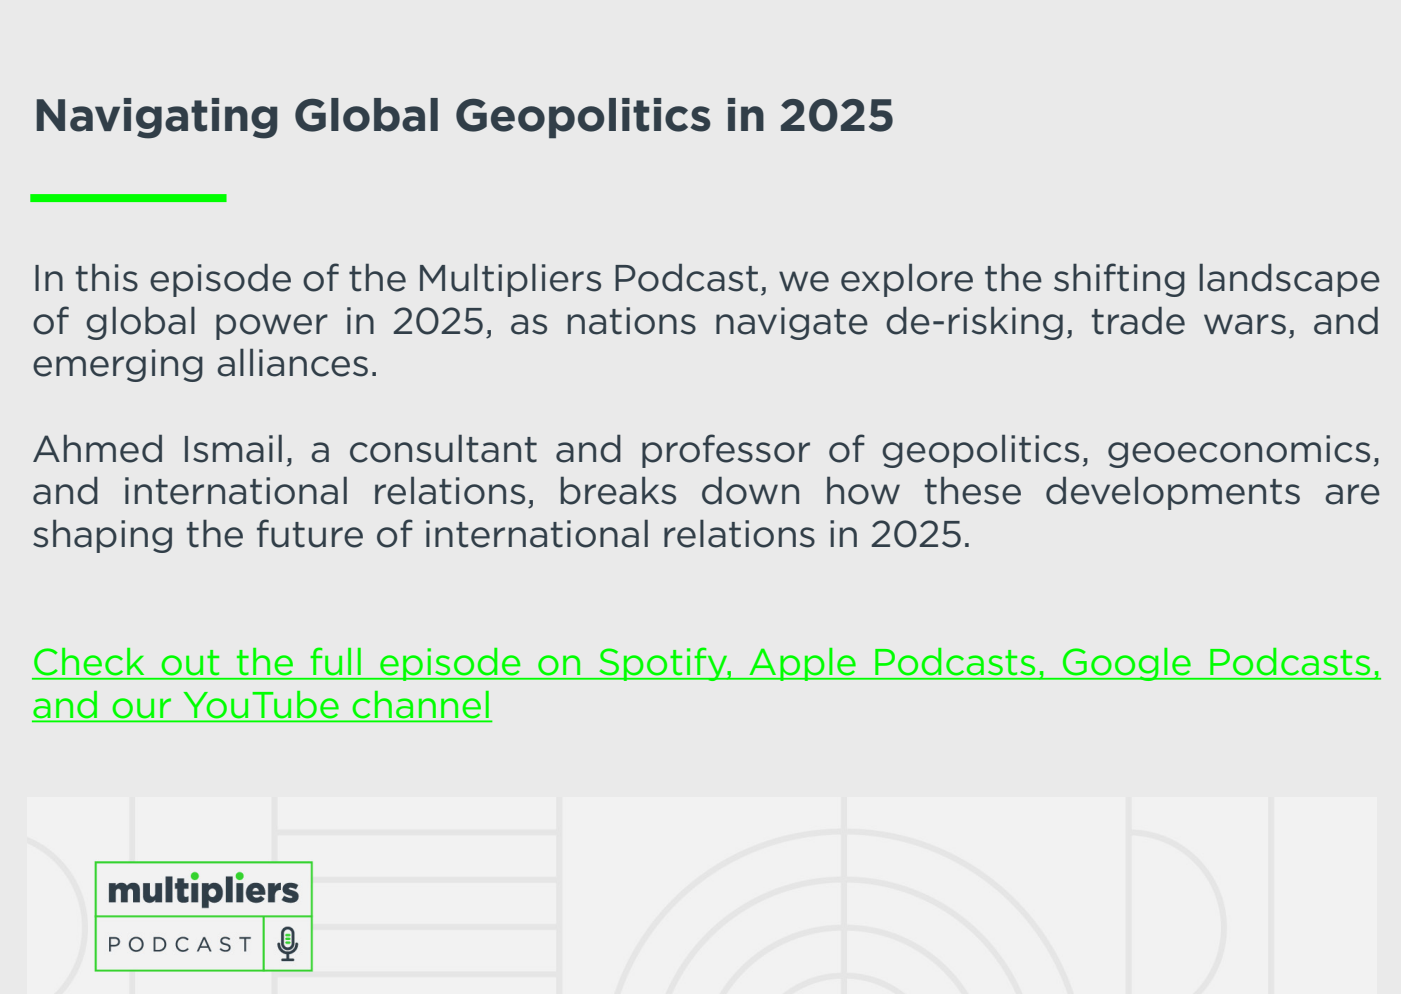 Navigating Global Geopolitics in 2025
In this episode of the Multipliers Podcast, we explore the shifting landscape
of global power in 2025, as nations navigate de-risking, trade wars, and
emerging alliances.
Ahmed Ismail, a consultant and professor of geopolitics, geoeconomics,
and international relations, breaks down how these developments are
shaping the future of international relations in 2025.
Check out the full episode on Spotify, Apple Podcasts, Google Podcasts,
and our YouTube channel
multipliers
PODCAST